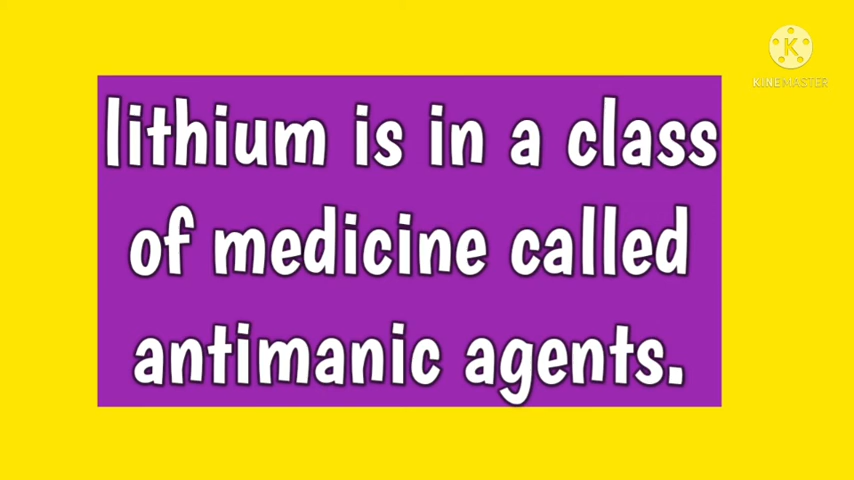 K
KINEMASTER
lithium is in a class
of medicine called
antimanic agents.